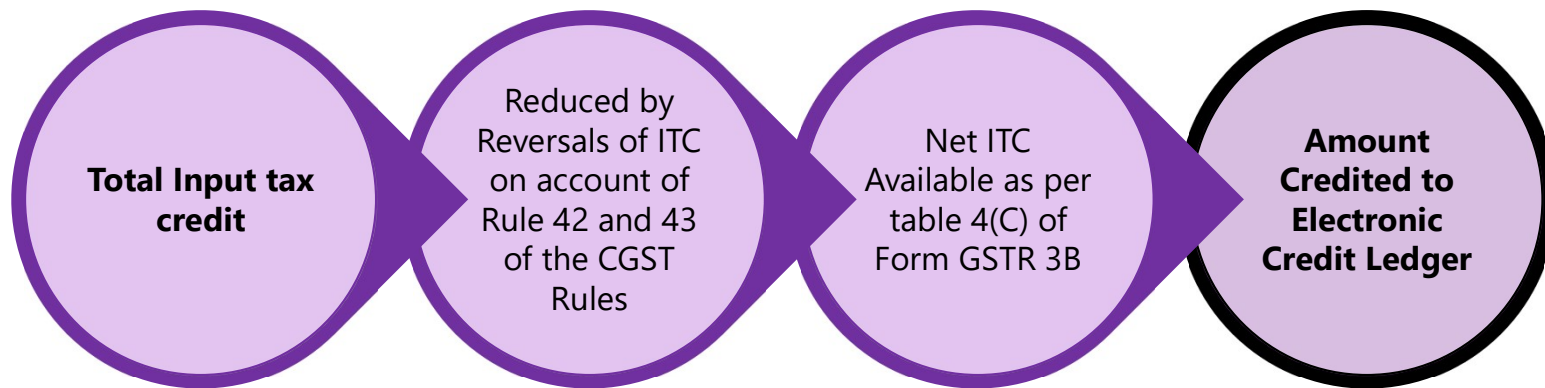 Total Input tax
credit
Reduced by
Reversals of ITC
on account of
Rule 42 and 43
of the CGST
Rules
Net ITC
Available as per
table 4(C) of
Form GSTR 3B
Amount
Credited to
Electronic
Credit Ledger